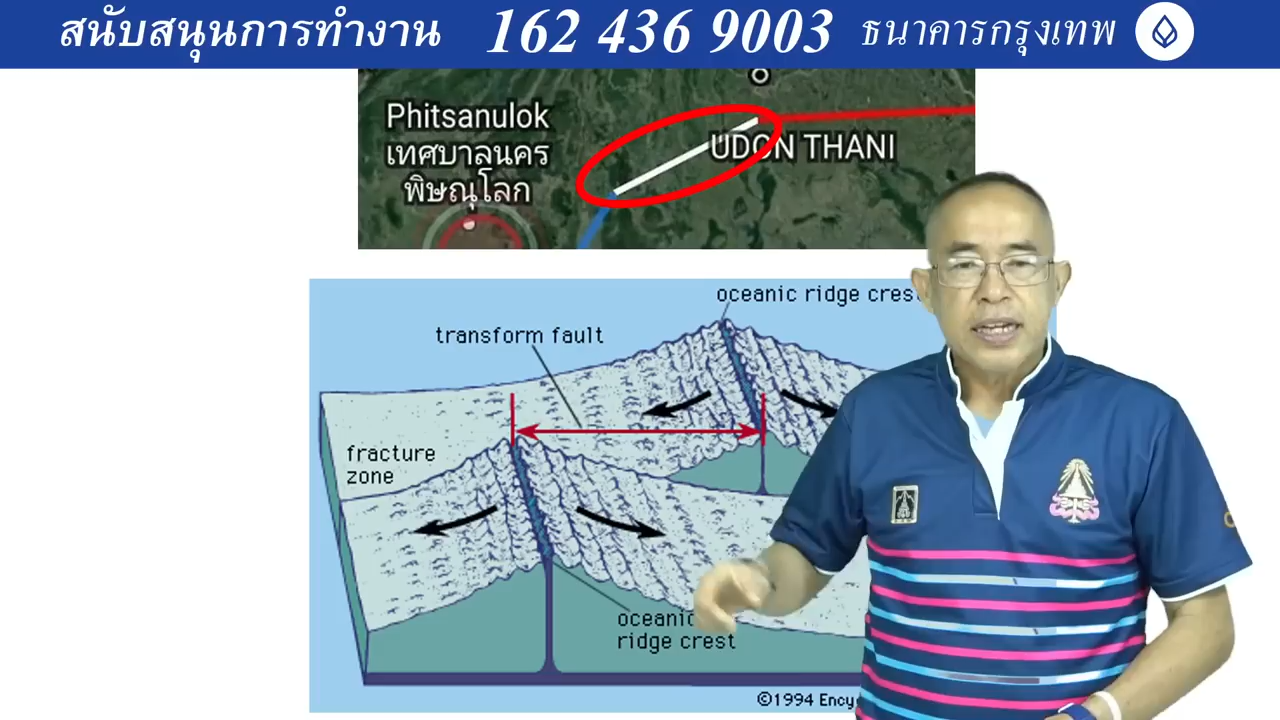 สนับสนุนการทำงาน 162 436 9003 ธนาคารกรุงเทพ
Phitsanulok
เทศบาลนคร
พิษณุโลก
UDON THANI
oceanic ridge crest
transform fault
fracture
zone
oceanic
ridge crest
©1994 Ency